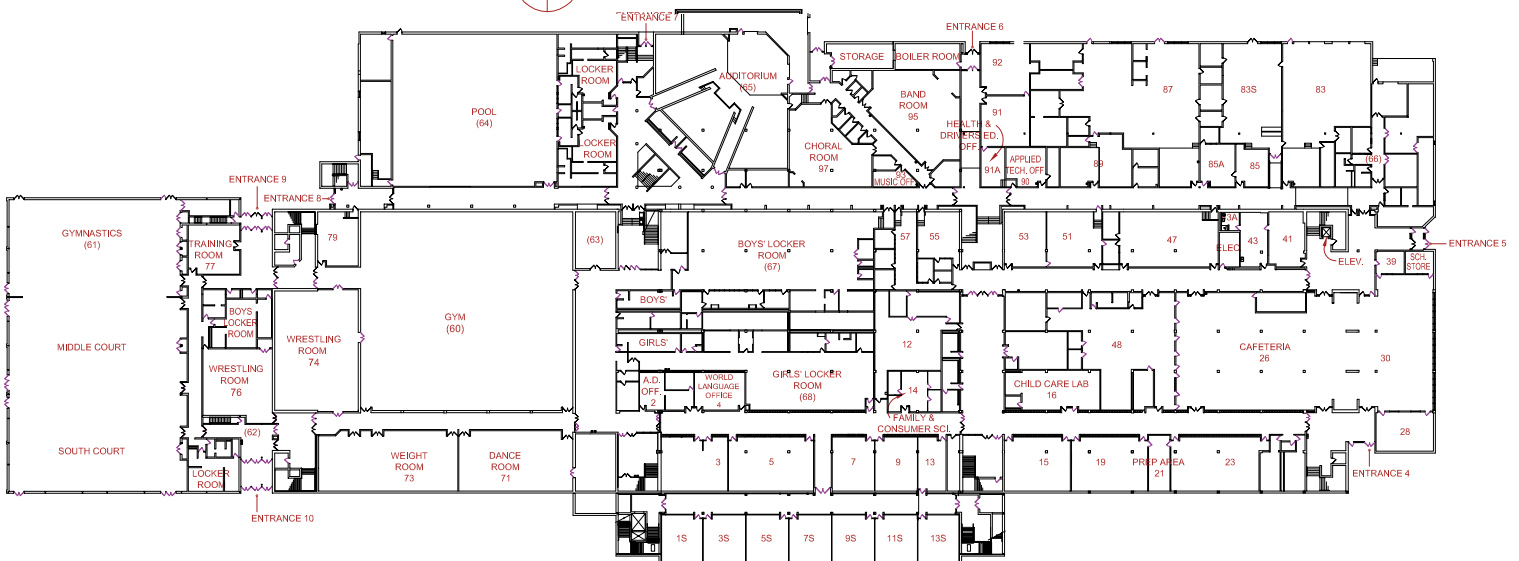 ENTRANCE 7
ENTRANCE 6
STORAGE
BOILER ROOM
92
LOCKER
ROOM
AUDITORIUM
(65)
87
83S
83
BAND
ROOM
95
POOL
(64)
91
HEALTH &
DRIVERS ED.
OFF.
LOCKER
ROOM
CHORAL
ROOM
97
93
MUSIC OFF.
91A
APPLIED
TECH. OFF.
90
89
85A
85
(66)
ENTRANCE 9
ENTRANCE 8
GYMNASTICS
(61)
TRAINING
ROOM
77
79
(63)
BOYS' LOCKER
ROOM
(67)
57
55
53
51
47
3A
ELEC
43
41
ELEV.
ENTRANCE 5
39
SCH.
STORE
BOYS
LOCKER
ROOM
BOYS'
GYM
(60)
WRESTLING
ROOM
74
MIDDLE COURT
GIRLS'
12
48
CAFETERIA
26
30
WRESTLING
ROOM
76
A.D.
OFF.
2
WORLD
LANGUAGE
OFFICE
4
GIRLS' LOCKER
ROOM
(68)
14
CHILD CARE LAB
16
FAMILY &
CONSUMER SCI.
(62)
28
SOUTH COURT
LOCKER
ROOM
WEIGHT
ROOM
73
DANCE
ROOM
71
3
5
7
9
13
15
19
PREP AREA
21
23
ENTRANCE 4
ENTRANCE 10
1S
3S
5S
7S
9S
11S
13S